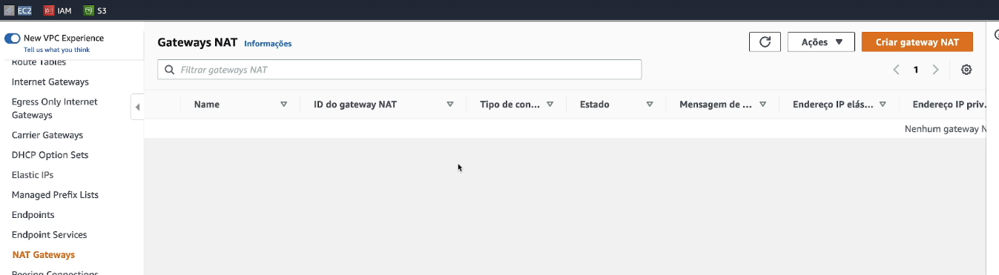 EC2 IAM S3
New VPC Experience
Tell us what you think
Route Tables
Internet Gateways
Egress Only Internet
Gateways
Carrier Gateways
DHCP Option Sets
Elastic IPs
Managed Prefix Lists
Endpoints
Endpoint Services
NAT Gateways
Peering Connections
Gateways NAT Informações
Ações
Criar gateway NAT
Filtrar gateways NAT
1
Name ID do gateway NAT Tipo de con... Estado Mensagem de ... Endereço IP elás... Endereço IP priv.
Nenhum gateway N